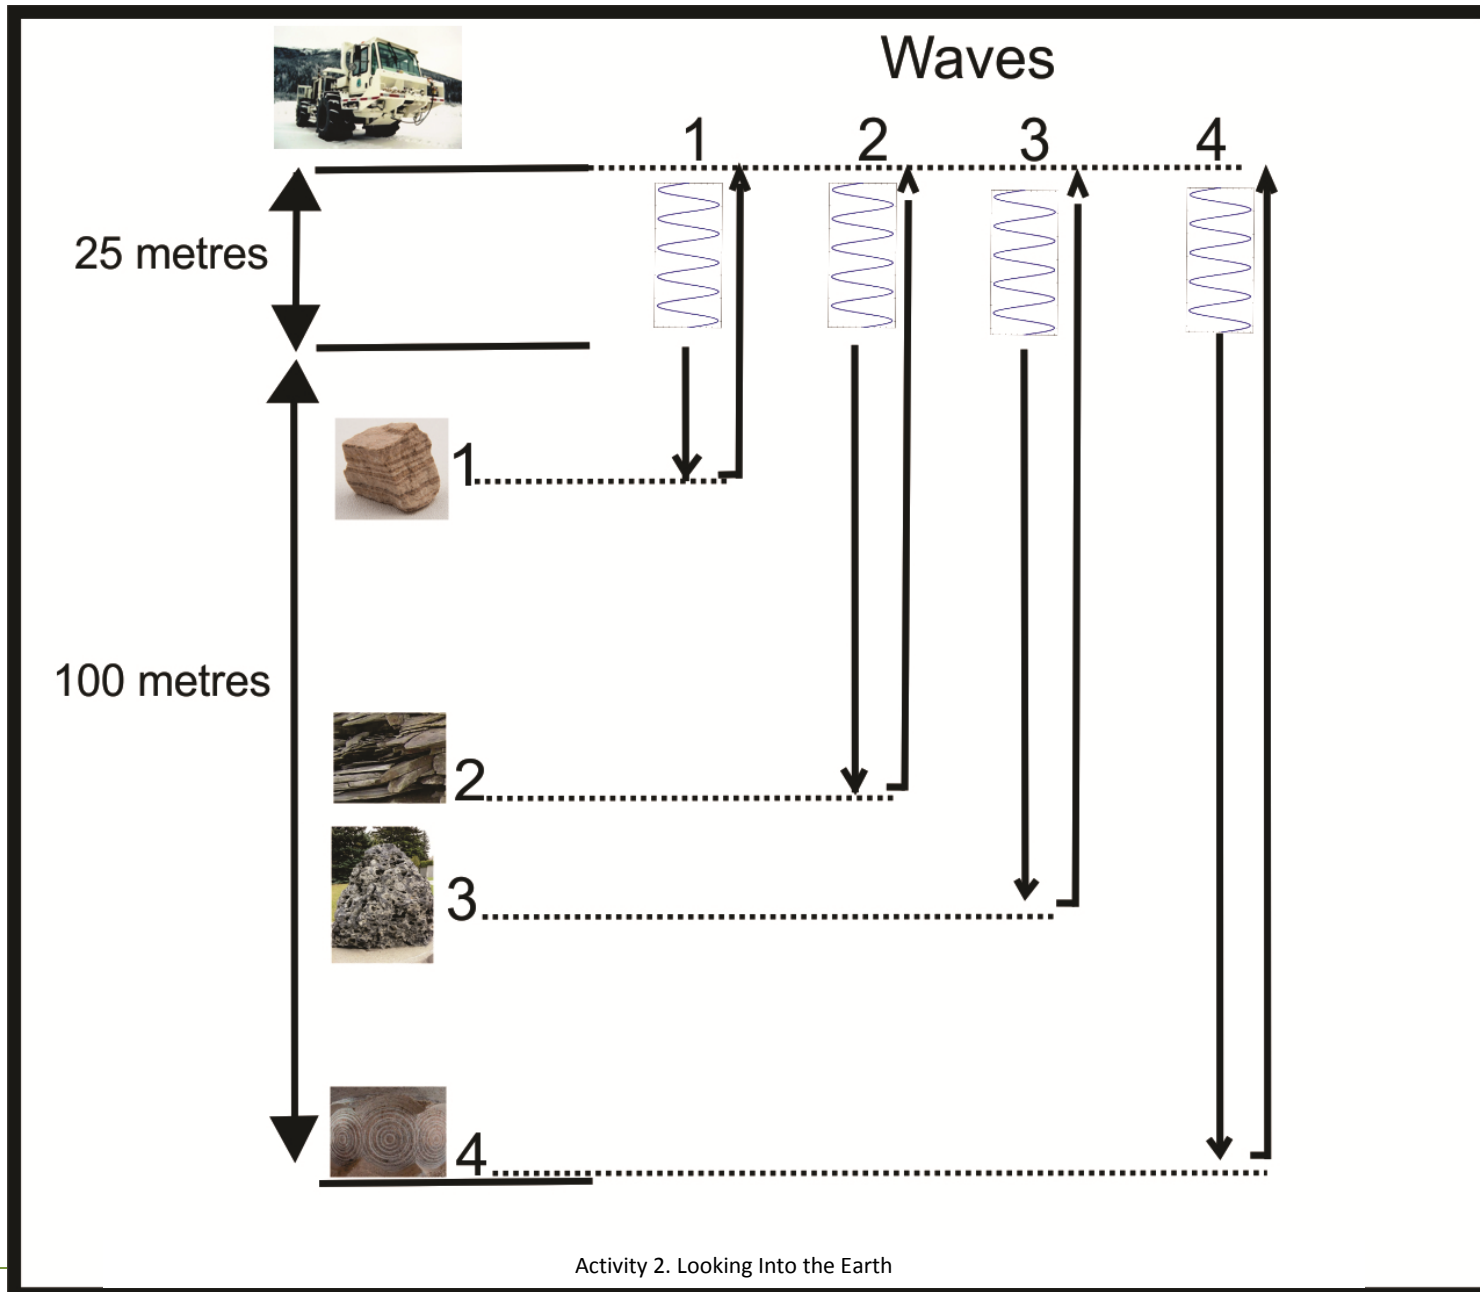 Waves
1 2 3 4
25 metres
1
100 metres
2
3
4
Activity 2. Looking Into the Earth